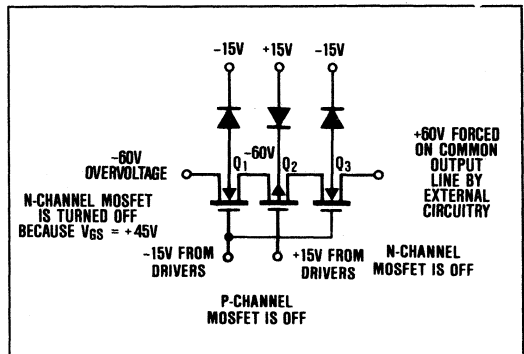 -15V +15V -15V
-60V
OVERVOLTAGE
Q1 -60V Q2 Q3
+60V FORCED
ON COMMON
OUTPUT
LINE BY
EXTERNAL
CIRCUITRY
N-CHANNEL MOSFET
IS TURNED OFF
BECAUSE VGS = +45V
-15V FROM
DRIVERS
+15V FROM
DRIVERS
N-CHANNEL
MOSFET IS OFF
P-CHANNEL
MOSFET IS OFF